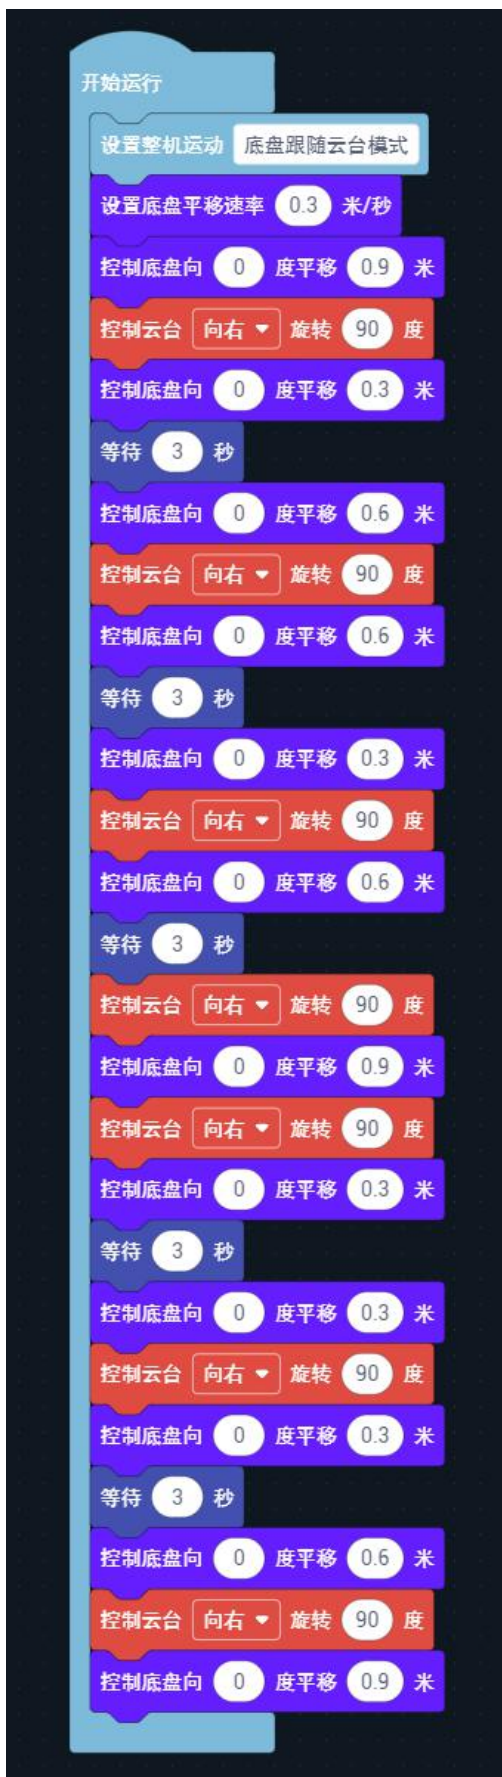 开始运行
设置整机运动 底盘跟随云台模式
设置底盘平移速率 0.3 米/秒
控制底盘向 0 度平移 0.9 米
控制云台 向右 旋转 90 度
控制底盘向 0 度平移 0.3 米
等待 3 秒
控制底盘向 0 度平移 0.6 米
控制云台 向右 旋转 90 度
控制底盘向 0 度平移 0.6 米
等待 3 秒
控制底盘向 0 度平移 0.3 米
控制云台 向右 旋转 90 度
控制底盘向 0 度平移 0.6 米
等待 3 秒
控制云台 向右 旋转 90 度
控制底盘向 0 度平移 0.9 米
控制云台 向右 旋转 90 度
控制底盘向 0 度平移 0.3 米
等待 3 秒
控制底盘向 0 度平移 0.3 米
控制云台 向右 旋转 90 度
控制底盘向 0 度平移 0.3 米
等待 3 秒
控制底盘向 0 度平移 0.6 米
控制云台 向右 旋转 90 度
控制底盘向 0 度平移 0.9 米